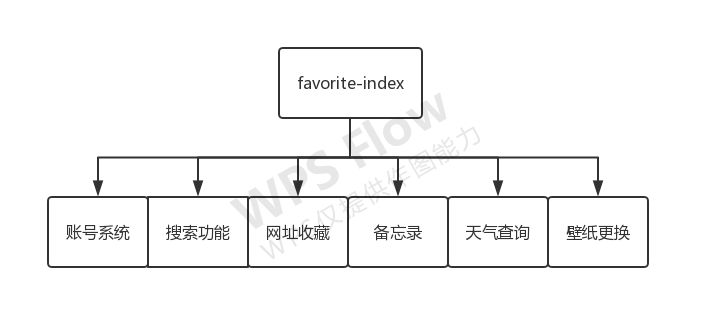 favorite-index
WPS Flow
WPS仅提供作图能力
账号系统
搜索功能
网址收藏
备忘录
天气查询
壁纸更换